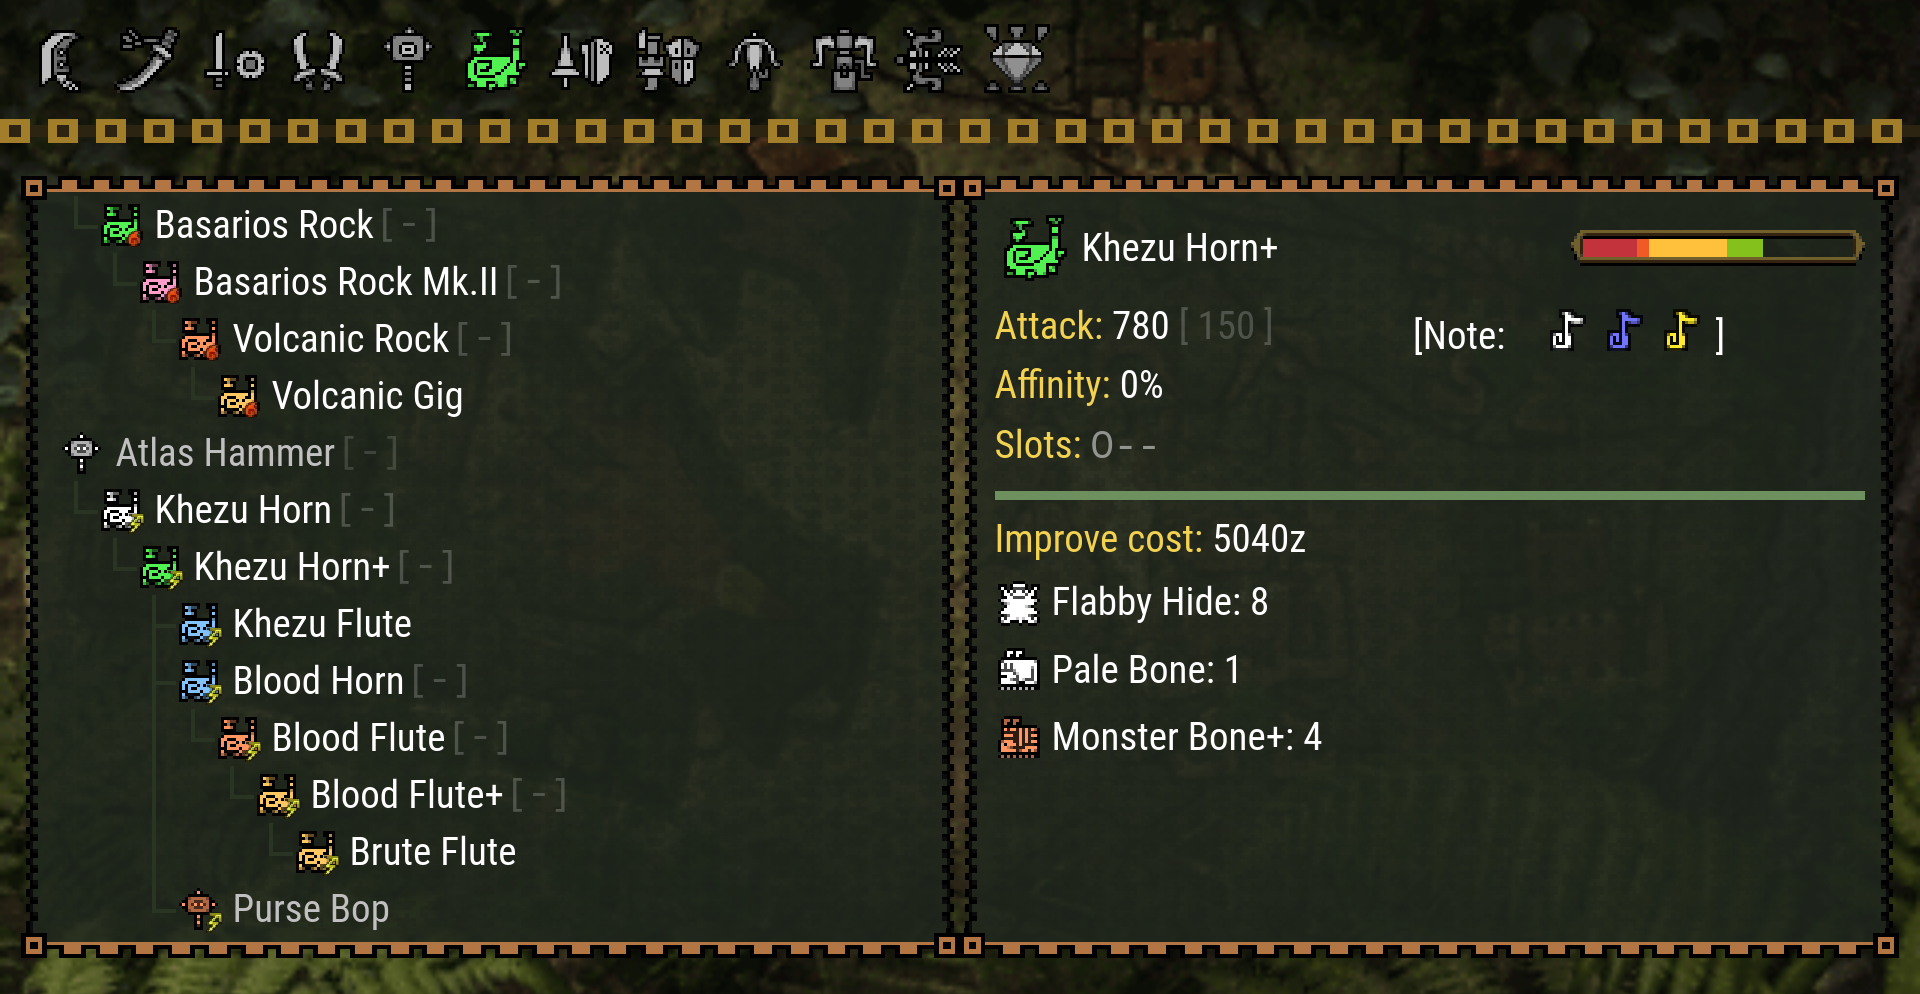 Basarios Rock [-]
Basarios Rock Mk.II [-]
Volcanic Rock [-]
Volcanic Gig
Atlas Hammer [-]
Khezu Horn [-]
Khezu Horn+ [-]
Khezu Flute
Blood Horn [-]
Blood Flute [-]
Blood Flute+ [-]
Brute Flute
Purse Bop
Khezu Horn+
Attack: 780 [150]
[Note: ]
Affinity: 0%
Slots: O--
Improve cost: 5040z
Flabby Hide: 8
Pale Bone: 1
Monster Bone+: 4